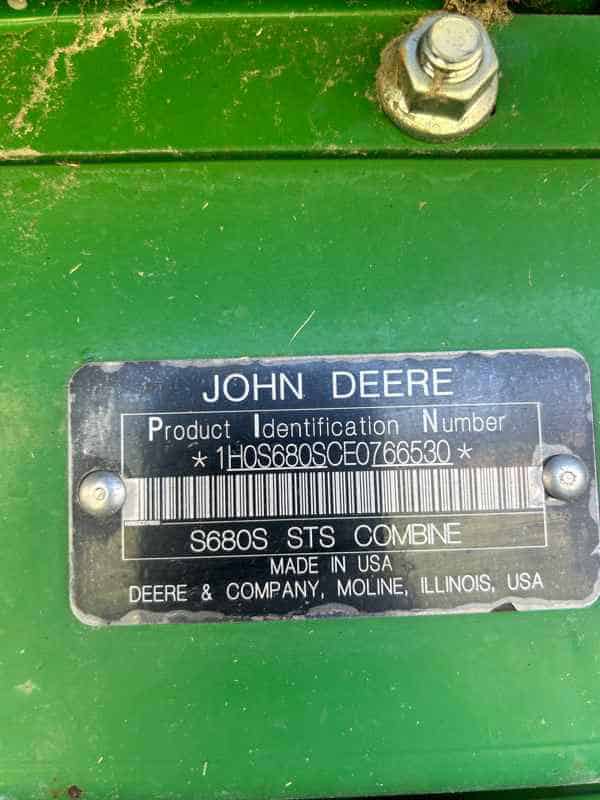 JOHN DEERE
Product Identification Number
*1H0S680SCE0766530*
S680S STS COMBINE
MADE IN USA
DEERE & COMPANY, MOLINE, ILLINOIS, USA